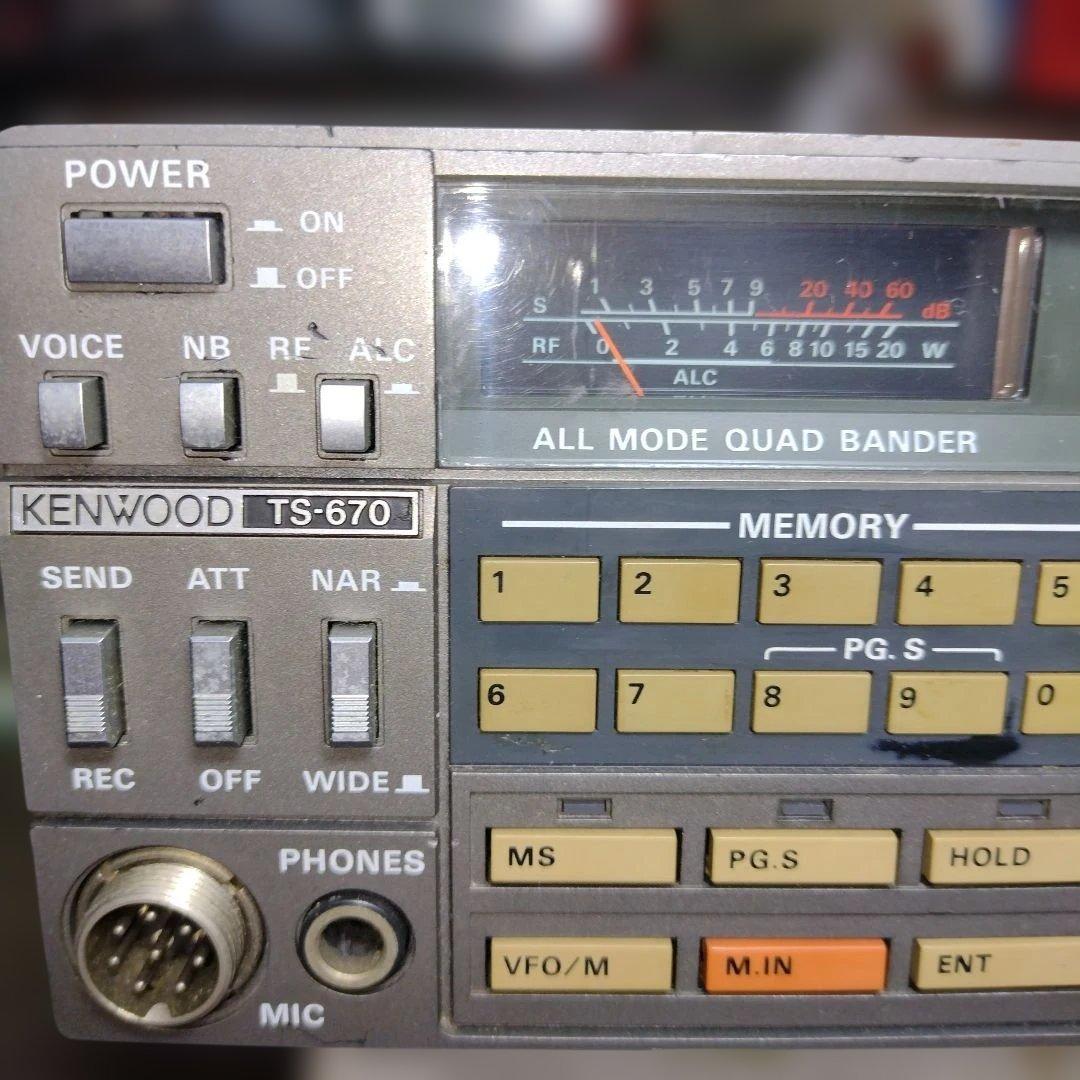 POWER
ON
OFF
VOICE NB RF ALC
S 1 3 5 7 9 20 40 60 dB
RF 0 2 4 6 8 10 15 20 W
ALC
ALL MODE QUAD BANDER
KENWOOD TS-670
SEND ATT NAR
REC OFF WIDE
MEMORY
1 2 3 4 5
PG.S
6 7 8 9 0
MS PG.S HOLD
VFO/M M.IN ENT
PHONES
MIC